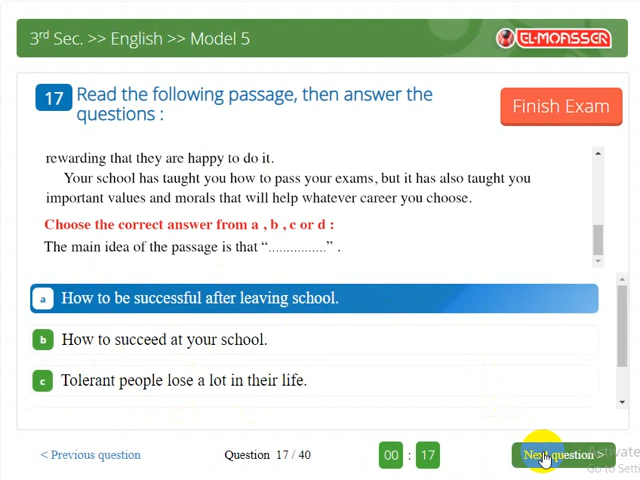 3rd Sec. >> English >> Model 5
EL-MOASSER
17 Read the following passage, then answer the questions :
Finish Exam
rewarding that they are happy to do it.
Your school has taught you how to pass your exams, but it has also taught you
important values and morals that will help whatever career you choose.
Choose the correct answer from a , b , c or d :
The main idea of the passage is that “...............” .
a How to be successful after leaving school.
b How to succeed at your school.
c Tolerant people lose a lot in their life.
< Previous question
Question 17 / 40
00 : 17
Next question >
Activate
Go to Setti